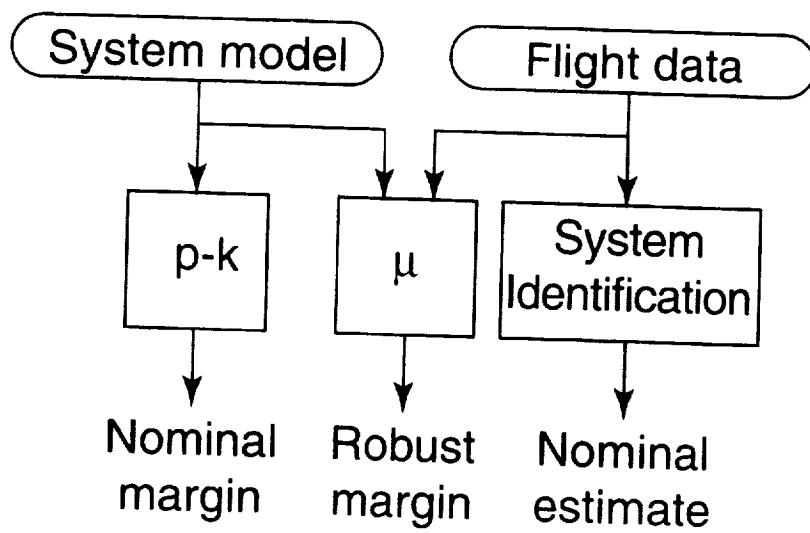 System model
Flight data
p-k
μ
System
Identification
Nominal
margin
Robust
margin
Nominal
estimate